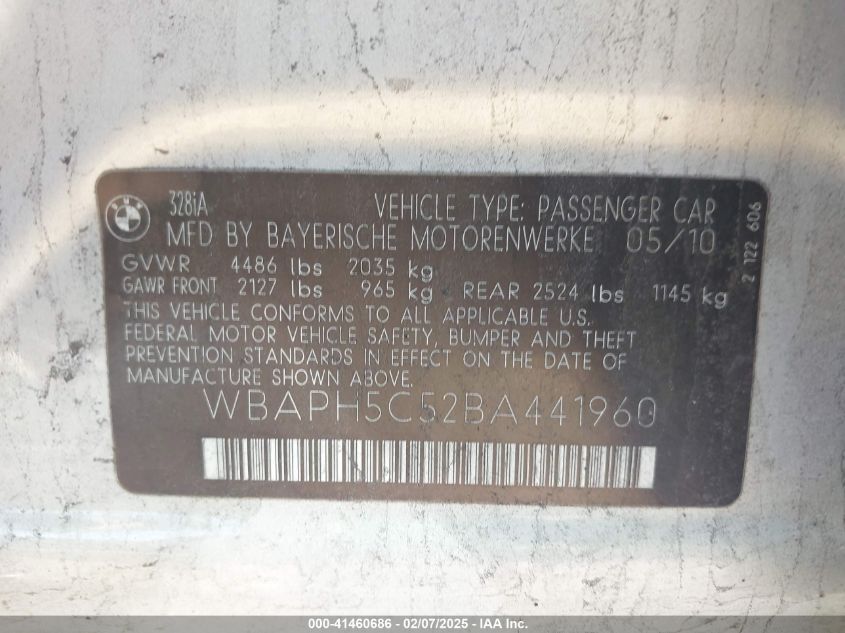 BMW
328iA VEHICLE TYPE: PASSENGER CAR
MFD BY BAYERISCHE MOTORENWERKE 05/10
GVWR 4486 lbs 2035 kg
GAWR FRONT 2127 lbs 965 kg REAR 2524 lbs 1145 kg
THIS VEHICLE CONFORMS TO ALL APPLICABLE U.S.
FEDERAL MOTOR VEHICLE SAFETY, BUMPER AND THEFT
PREVENTION STANDARDS IN EFFECT ON THE DATE OF
MANUFACTURE SHOWN ABOVE.
WBAPH5C52BA441960
2 122 606
000-41460686 - 02/07/2025 - IAA Inc.